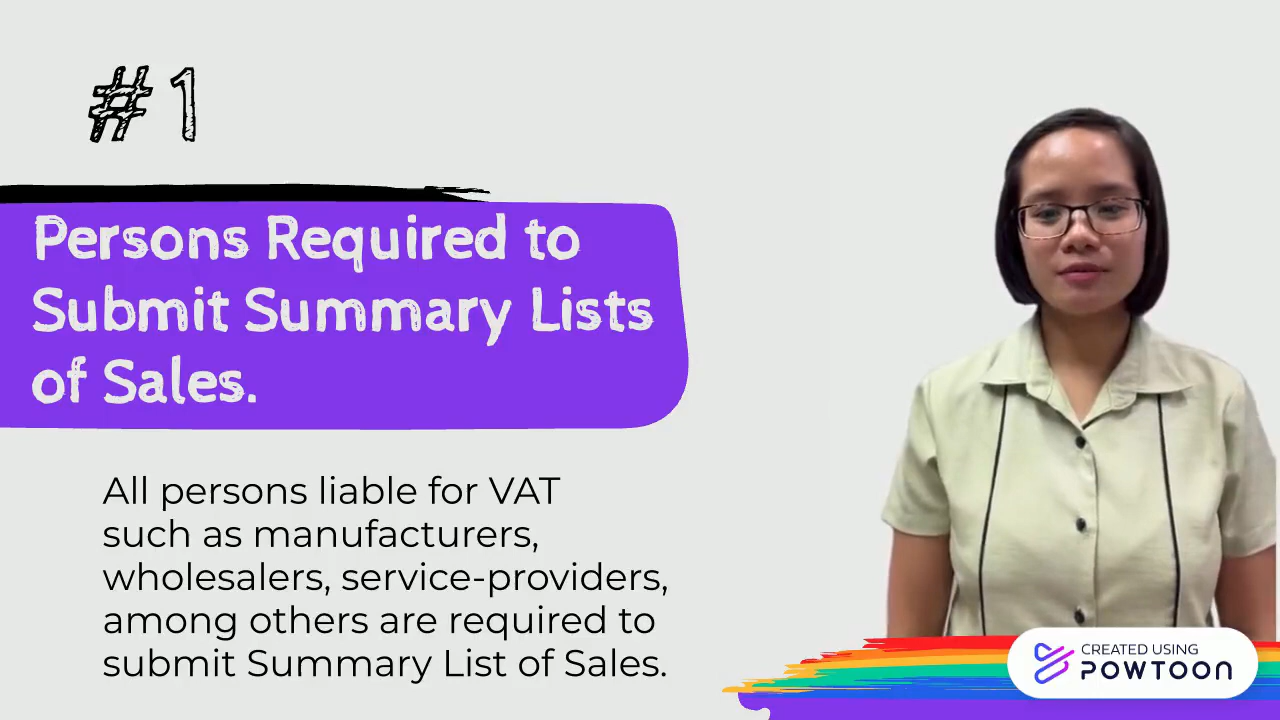 #1
Persons Required to
Submit Summary Lists
of Sales.
All persons liable for VAT
such as manufacturers,
wholesalers, service-providers,
among others are required to
submit Summary List of Sales.
CREATED USING
POWTOON